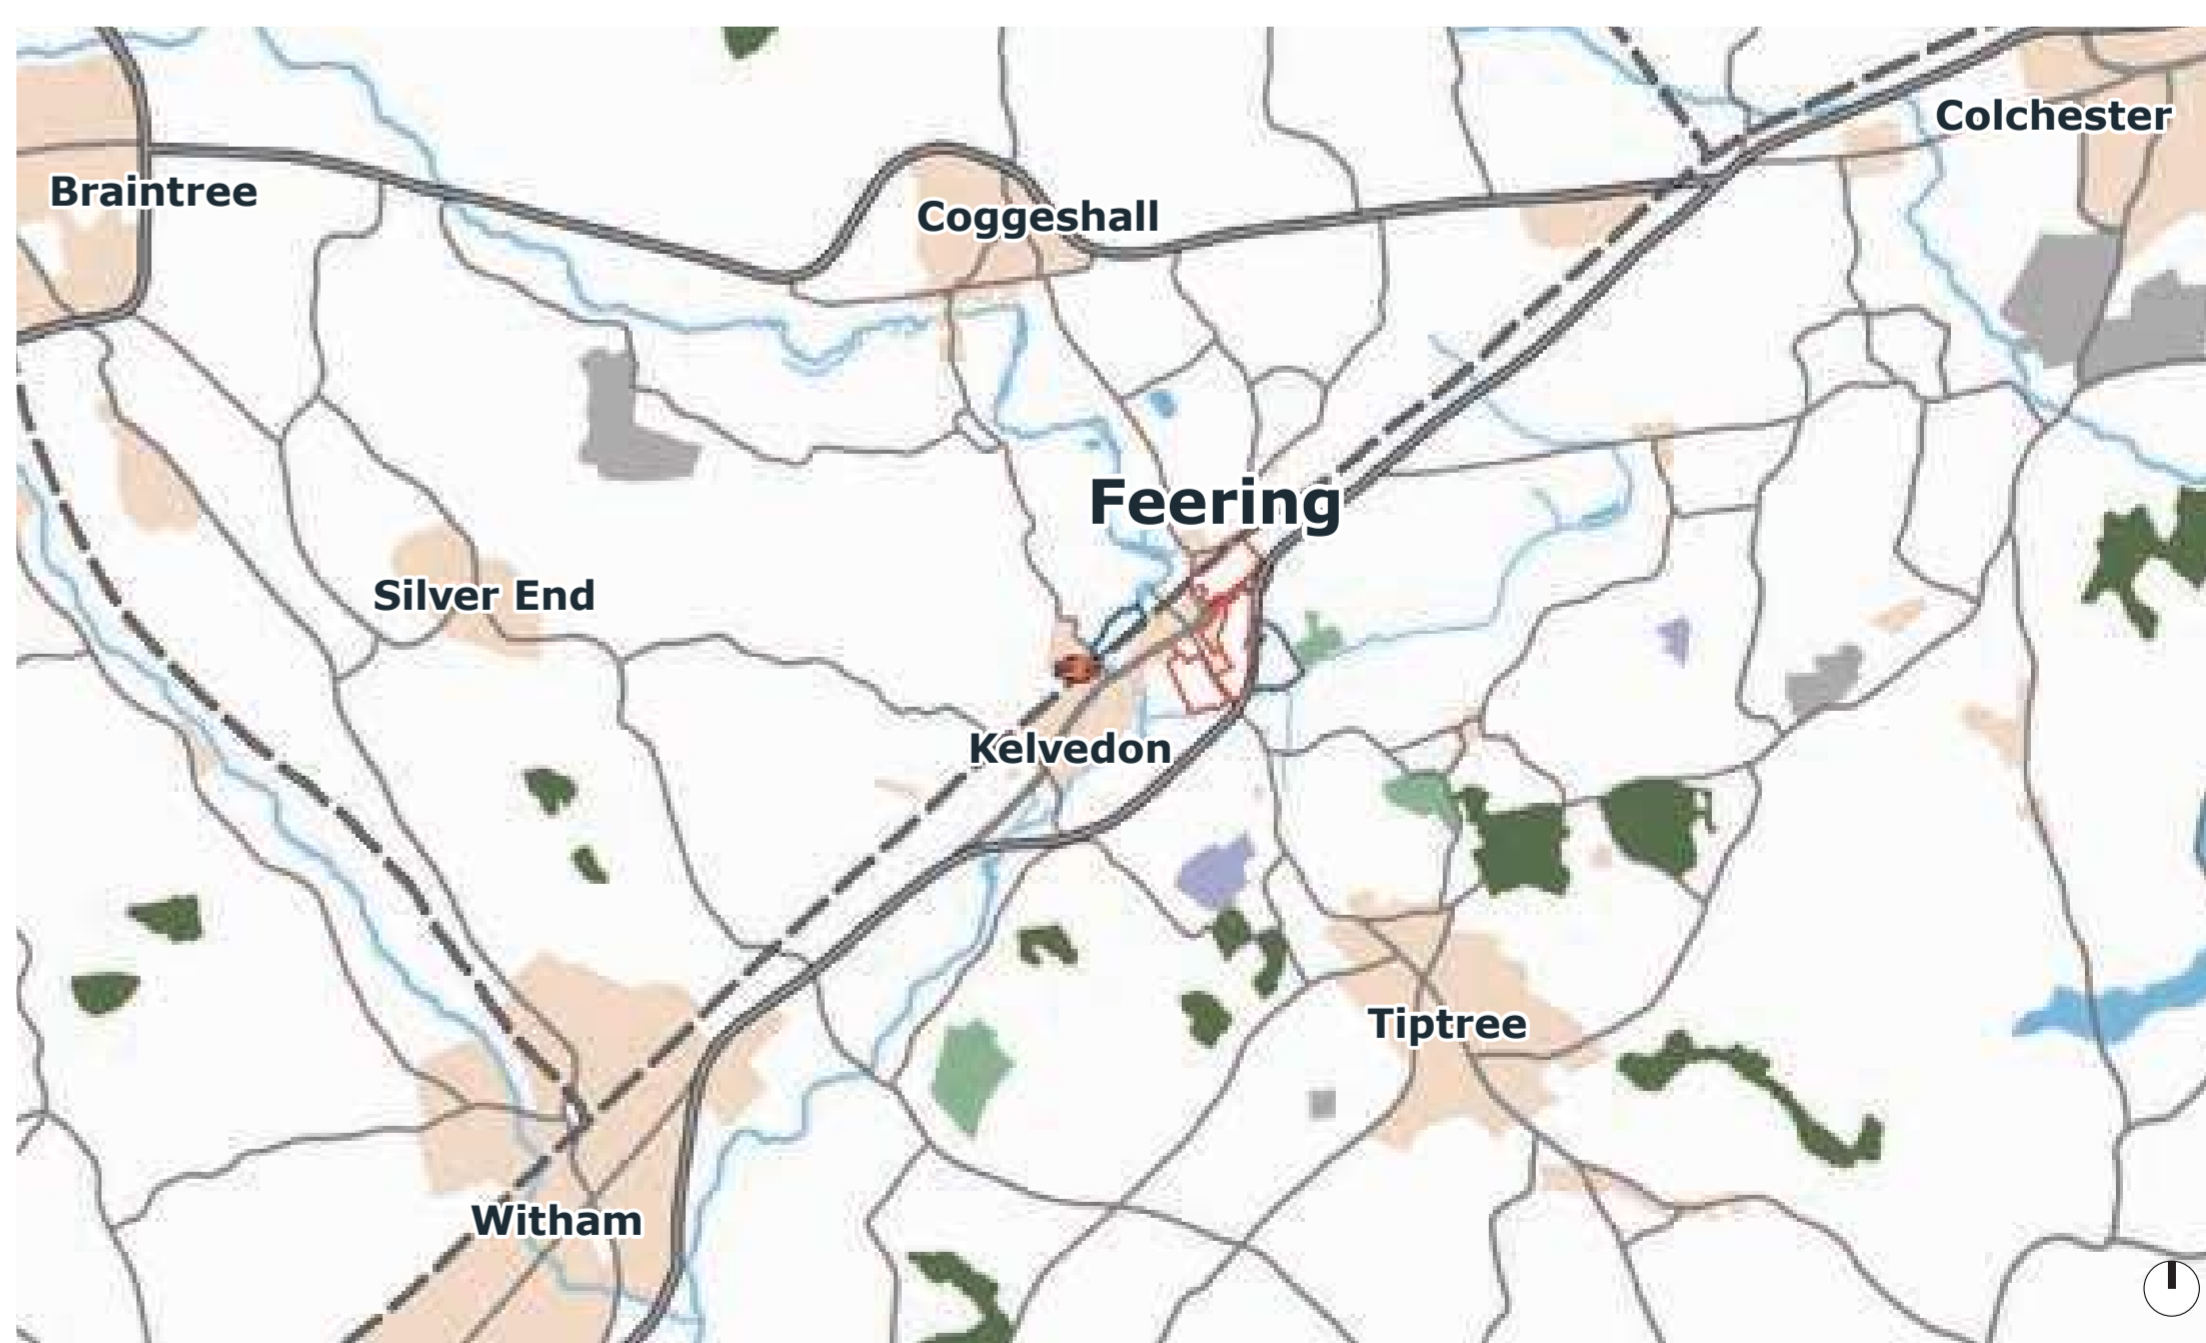 Colchester
Braintree
Coggeshall
Feering
Silver End
Kelvedon
Tiptree
Witham